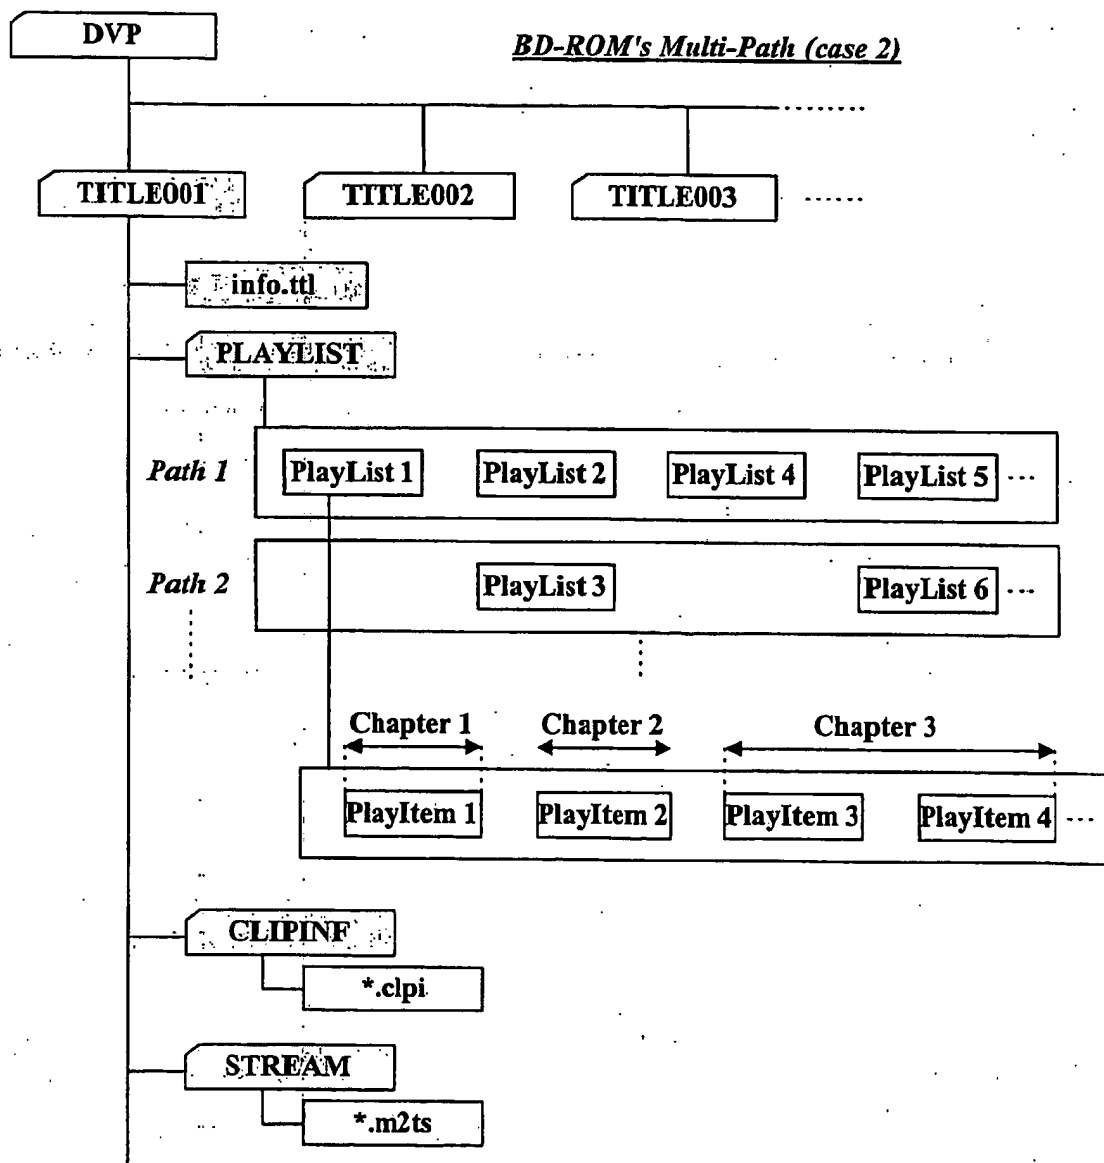 DVP
BD-ROM's Multi-Path (case 2)
TITLE001
TITLE002
TITLE003
info.ttl
PLAYLIST
Path 1
PlayList 1
PlayList 2
PlayList 4
PlayList 5
Path 2
PlayList 3
PlayList 6
Chapter 1
Chapter 2
Chapter 3
PlayItem 1
PlayItem 2
PlayItem 3
PlayItem 4
CLIPINF
*.clpi
STREAM
*.m2ts